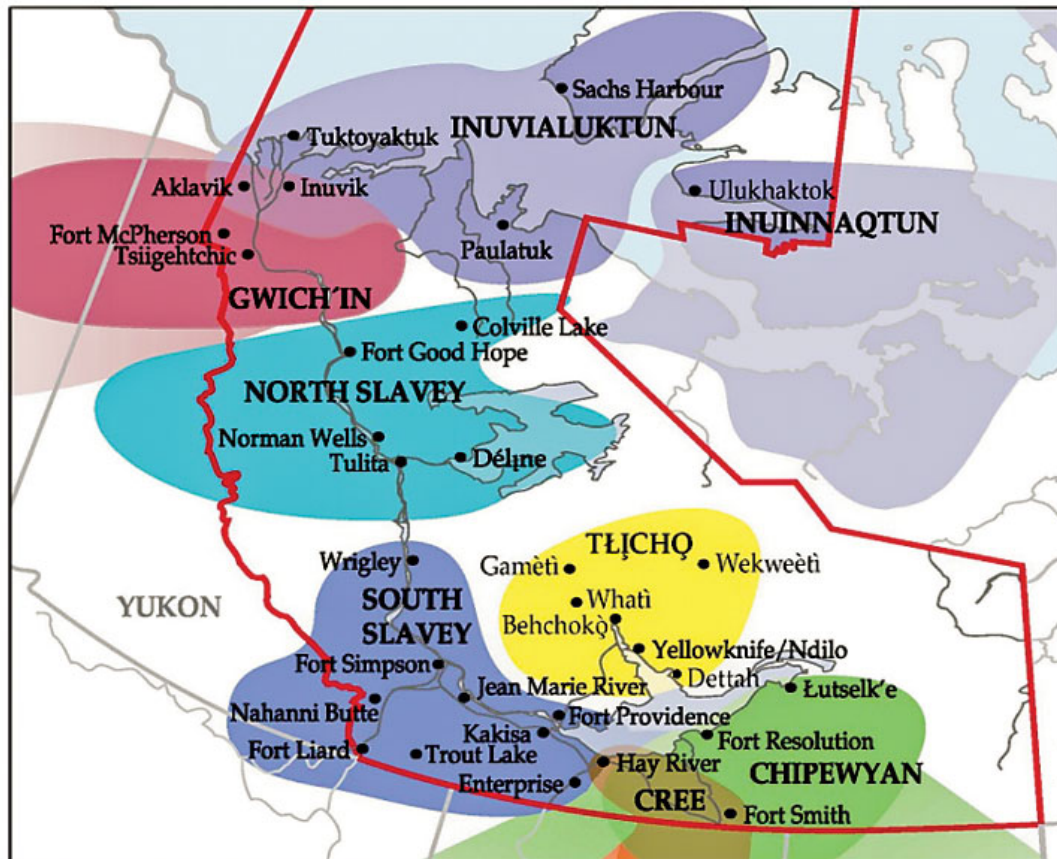 Sachs Harbour
Tuktoyaktuk
INUVIALUKTUN
Aklavik
Inuvik
Ulukhaktok
INUINNAQTUN
Fort McPherson
Paulatuk
Tsiigehtchic
GWICH´IN
Colville Lake
Fort Good Hope
NORTH SLAVEY
Norman Wells
Tulita
Délįne
TŁĮCHǪ
Wrigley
Gamètì
Wekweètì
YUKON
SOUTH
SLAVEY
Whatì
Behchokǫ̀
Yellowknife/Ndilo
Fort Simpson
Dettah
Łutselk'e
Jean Marie River
Nahanni Butte
Fort Providence
Kakisa
Fort Resolution
Fort Liard
Trout Lake
Hay River
CHIPEWYAN
Enterprise
CREE
Fort Smith